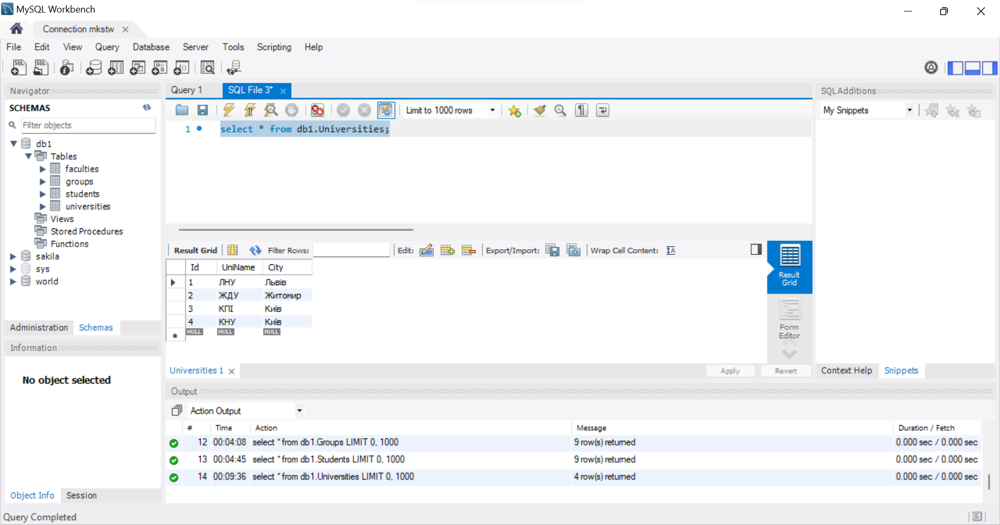 MySQL Workbench
Connection mkstw
File Edit View Query Database Server Tools Scripting Help
Navigator
SCHEMAS
Filter objects
db1
Tables
faculties
groups
students
universities
Views
Stored Procedures
Functions
sakila
sys
world
Administration Schemas
Information
No object selected
Object Info Session
Query 1 SQL File 3*
Limit to 1000 rows
1 select * from db1.Universities;
Result Grid Filter Rows: Edit: Export/Import: Wrap Cell Content:
Id UniName City
1 ЛНУ Львів
2 ЖДУ Житомир
3 КПІ Київ
4 КНУ Київ
NULL NULL NULL
Result
Grid
Form
Editor
Universities 1 Apply Revert
SQLAdditions
My Snippets
Context Help Snippets
Output
Action Output
# Time Action Message Duration / Fetch
12 00:04:08 select * from db1.Groups LIMIT 0, 1000 9 row(s) returned 0.000 sec / 0.000 sec
13 00:04:45 select * from db1.Students LIMIT 0, 1000 9 row(s) returned 0.000 sec / 0.000 sec
14 00:09:36 select * from db1.Universities LIMIT 0, 1000 4 row(s) returned 0.000 sec / 0.000 sec
Query Completed